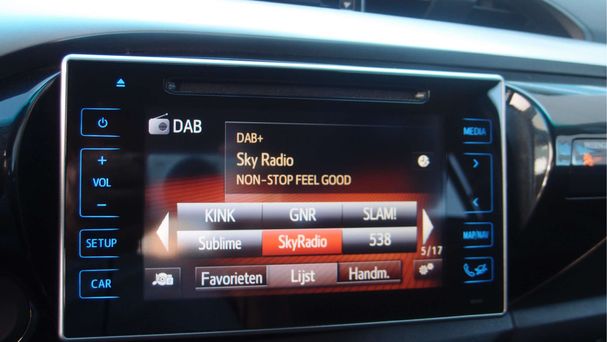 DAB
DAB+
Sky Radio
NON-STOP FEEL GOOD
KINK GNR SLAM!
Sublime SkyRadio 538
5/17
Favorieten Lijst Handm.
+
VOL
–
SETUP
CAR
MEDIA
MAP/NAV